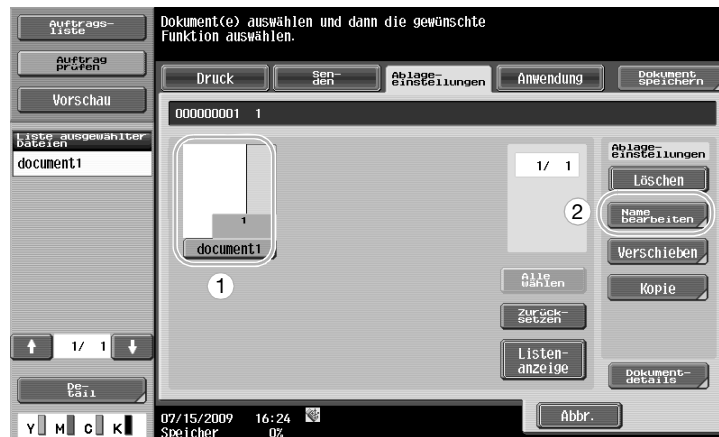 Auftrags-
liste
Auftrag
prüfen
Vorschau
Liste ausgewählter
Dateien
document1
1/ 1
De-
tail
Y M C K
Dokument(e) auswählen und dann die gewünschte
Funktion auswählen.
Druck
Sen-
den
Ablage-
einstellungen
Anwendung
Dokument
speichern
000000001 1
1
document1
1
1/ 1
Alle
wählen
Zurück-
setzen
Listen-
anzeige
Ablage-
einstellungen
Löschen
2
Name
bearbeiten
Verschieben
Kopie
Dokument-
details
Abbr.
07/15/2009 16:24
Speicher 0%